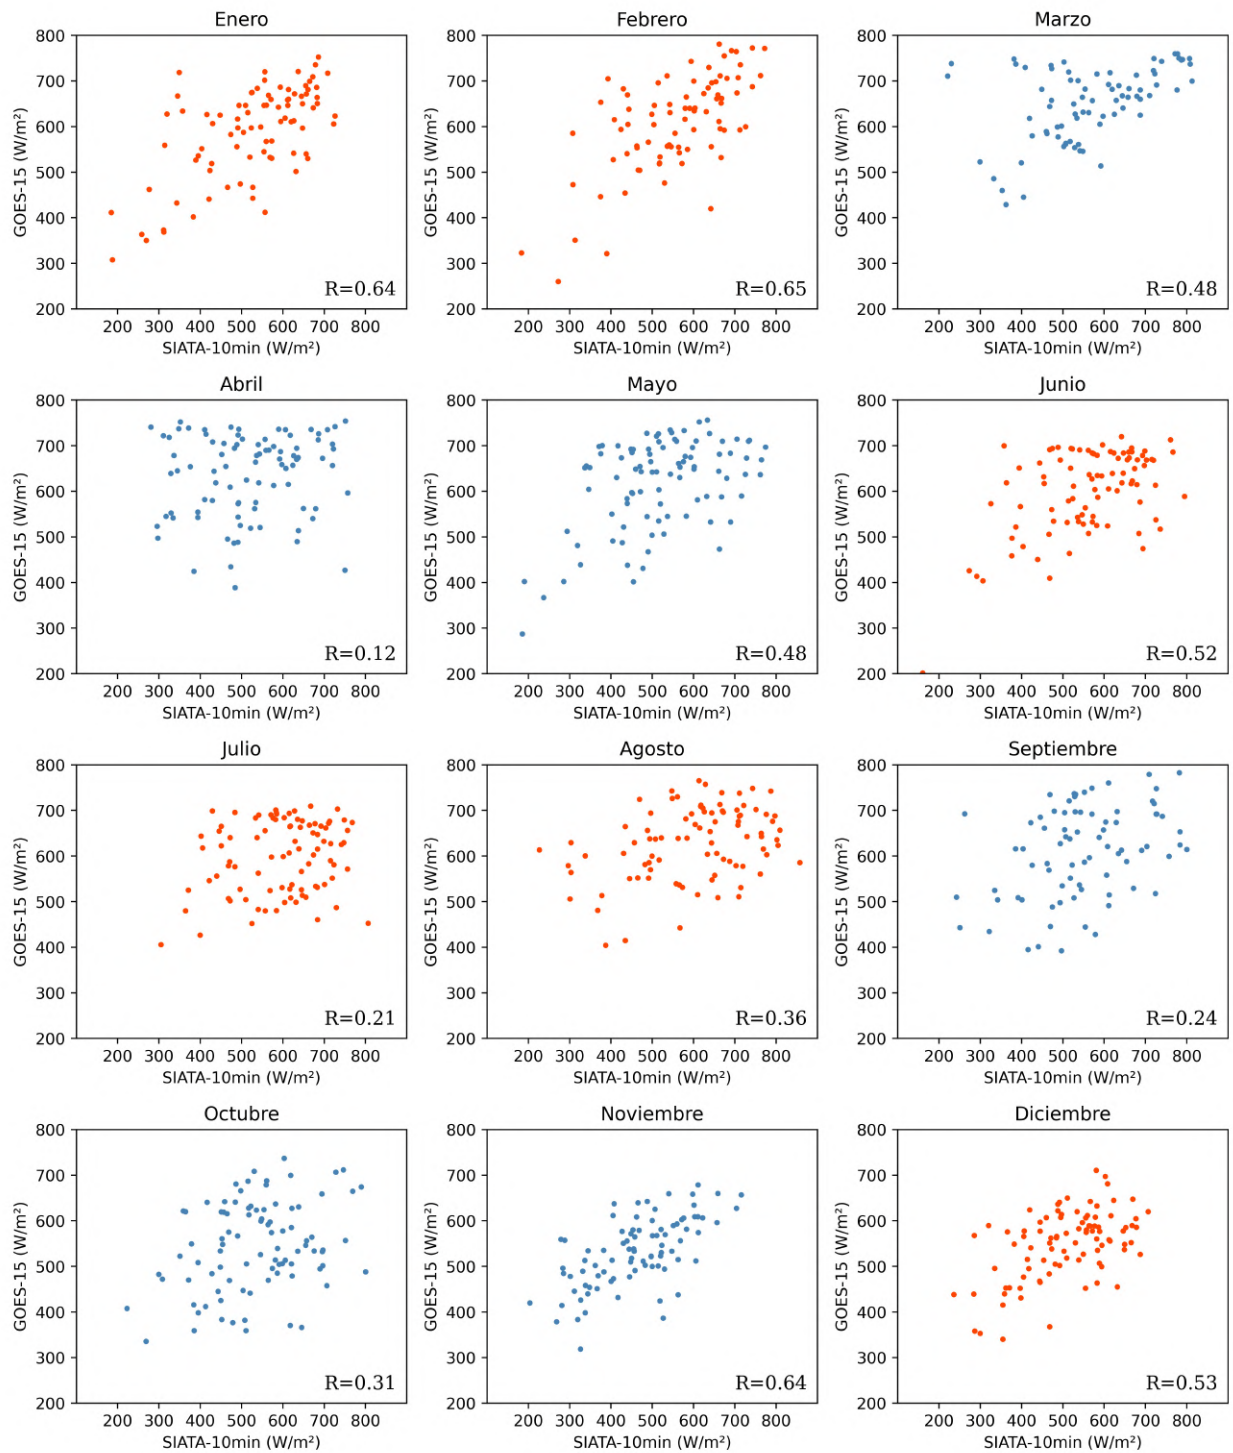 Enero
Febrero
Marzo
800
700
600
500
400
300
200
GOES-15 (W/m²)
R=0.64
200 300 400 500 600 700 800
SIATA-10min (W/m²)
800
700
600
500
400
300
200
GOES-15 (W/m²)
R=0.65
200 300 400 500 600 700 800
SIATA-10min (W/m²)
800
700
600
500
400
300
200
GOES-15 (W/m²)
R=0.48
200 300 400 500 600 700 800
SIATA-10min (W/m²)
Abril
Mayo
Junio
800
700
600
500
400
300
200
GOES-15 (W/m²)
R=0.12
200 300 400 500 600 700 800
SIATA-10min (W/m²)
800
700
600
500
400
300
200
GOES-15 (W/m²)
R=0.48
200 300 400 500 600 700 800
SIATA-10min (W/m²)
800
700
600
500
400
300
200
GOES-15 (W/m²)
R=0.52
200 300 400 500 600 700 800
SIATA-10min (W/m²)
Julio
Agosto
Septiembre
800
700
600
500
400
300
200
GOES-15 (W/m²)
R=0.21
200 300 400 500 600 700 800
SIATA-10min (W/m²)
800
700
600
500
400
300
200
GOES-15 (W/m²)
R=0.36
200 300 400 500 600 700 800
SIATA-10min (W/m²)
800
700
600
500
400
300
200
GOES-15 (W/m²)
R=0.24
200 300 400 500 600 700 800
SIATA-10min (W/m²)
Octubre
Noviembre
Diciembre
800
700
600
500
400
300
200
GOES-15 (W/m²)
R=0.31
200 300 400 500 600 700 800
SIATA-10min (W/m²)
800
700
600
500
400
300
200
GOES-15 (W/m²)
R=0.64
200 300 400 500 600 700 800
SIATA-10min (W/m²)
800
700
600
500
400
300
200
GOES-15 (W/m²)
R=0.53
200 300 400 500 600 700 800
SIATA-10min (W/m²)